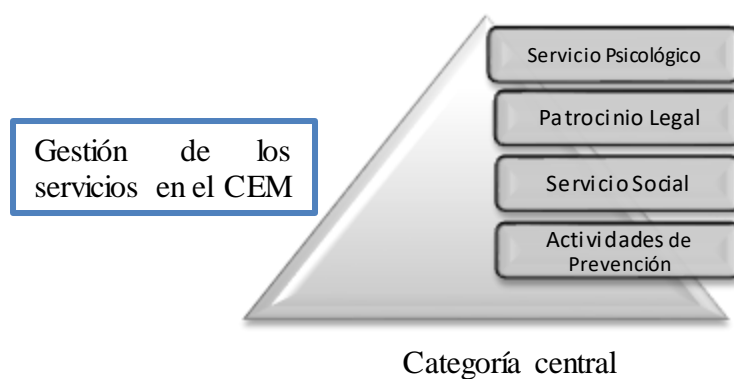 Gestión de los
servicios en el CEM
Servicio Psicológico
Patrocinio Legal
Servicio Social
Actividades de
Prevención
Categoría central